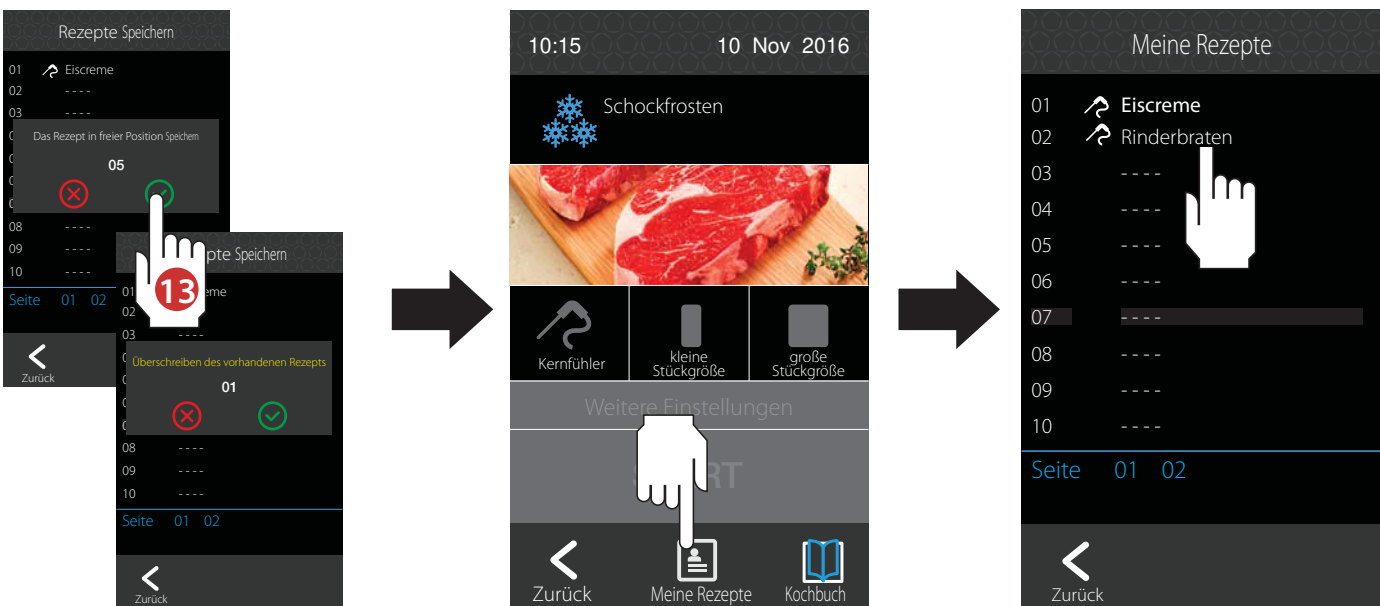 Rezepte Speichern
01 Eiscreme
02 - - - -
03 - - - -
Das Rezept in freier Position Speichern
05
08 - - - -
09 - - - -
10 - - - -
Seite 01 02
Zurück
13
pte Speichern
01 eme
02
03 - - - -
Überschreiben des vorhandenen Rezepts
01
08 - - - -
09 - - - -
10 - - - -
Seite 01 02
Zurück
10:15 10 Nov 2016
Schockfrosten
Kernfühler
kleine
Stückgröße
große
Stückgröße
Weitere Einstellungen
Zurück Meine Rezepte Kochbuch
Meine Rezepte
01 Eiscreme
02 Rinderbraten
03 - - - -
04 - - - -
05 - - - -
06 - - - -
07 - - - -
08 - - - -
09 - - - -
10 - - - -
Seite 01 02
Zurück